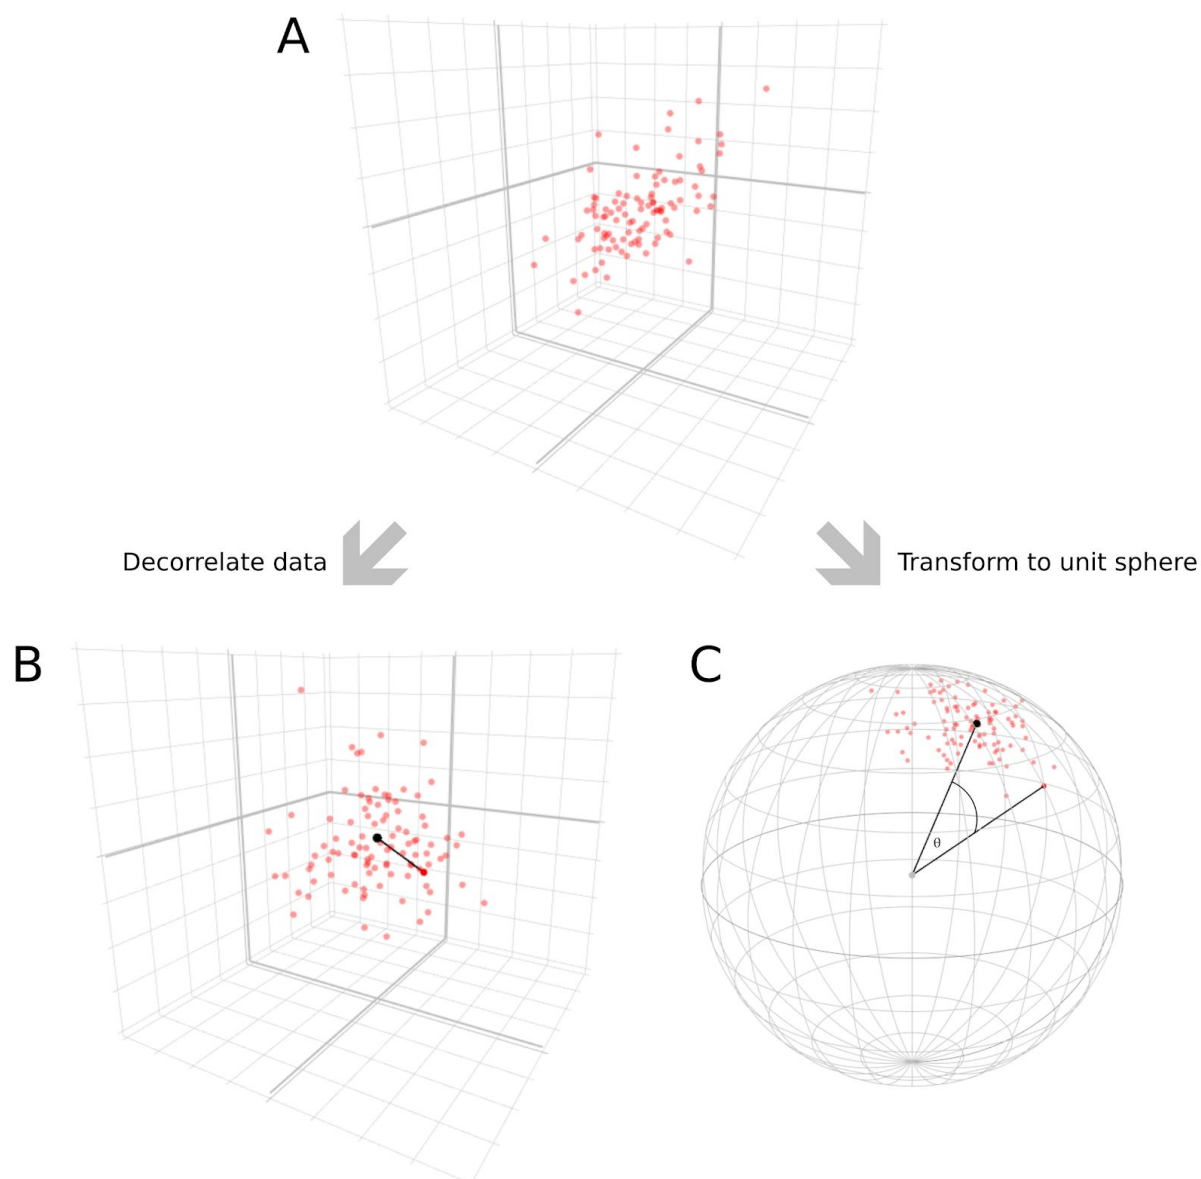 A
Decorrelate data
Transform to unit sphere
B
C
θ